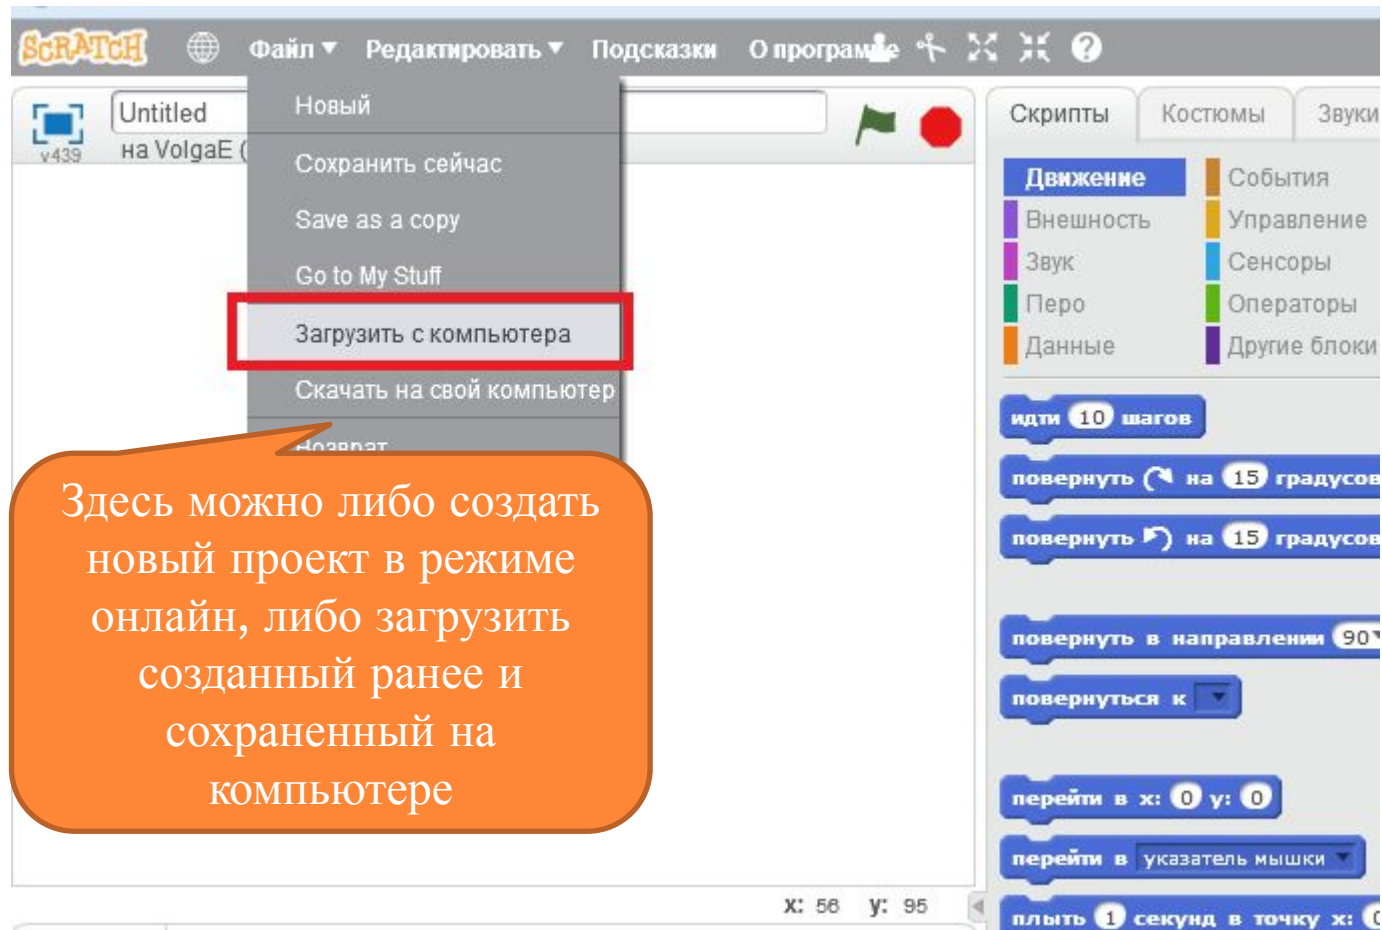 SCRATCH Файл Редактировать Подсказки О программе
Untitled
на VolgaE (
v439
Новый
Сохранить сейчас
Save as a copy
Go to My Stuff
Загрузить с компьютера
Скачать на свой компьютер
Возврат
Здесь можно либо создать
новый проект в режиме
онлайн, либо загрузить
созданный ранее и
сохраненный на
компьютере
x: 56 y: 95
Скрипты Костюмы Звуки
Движение События
Внешность Управление
Звук Сенсоры
Перо Операторы
Данные Другие блоки
идти 10 шагов
повернуть на 15 градусов
повернуть на 15 градусов
повернуть в направлении 90
повернуться к
перейти в x: 0 y: 0
перейти в указатель мышки
плыть 1 секунд в точку x: 0